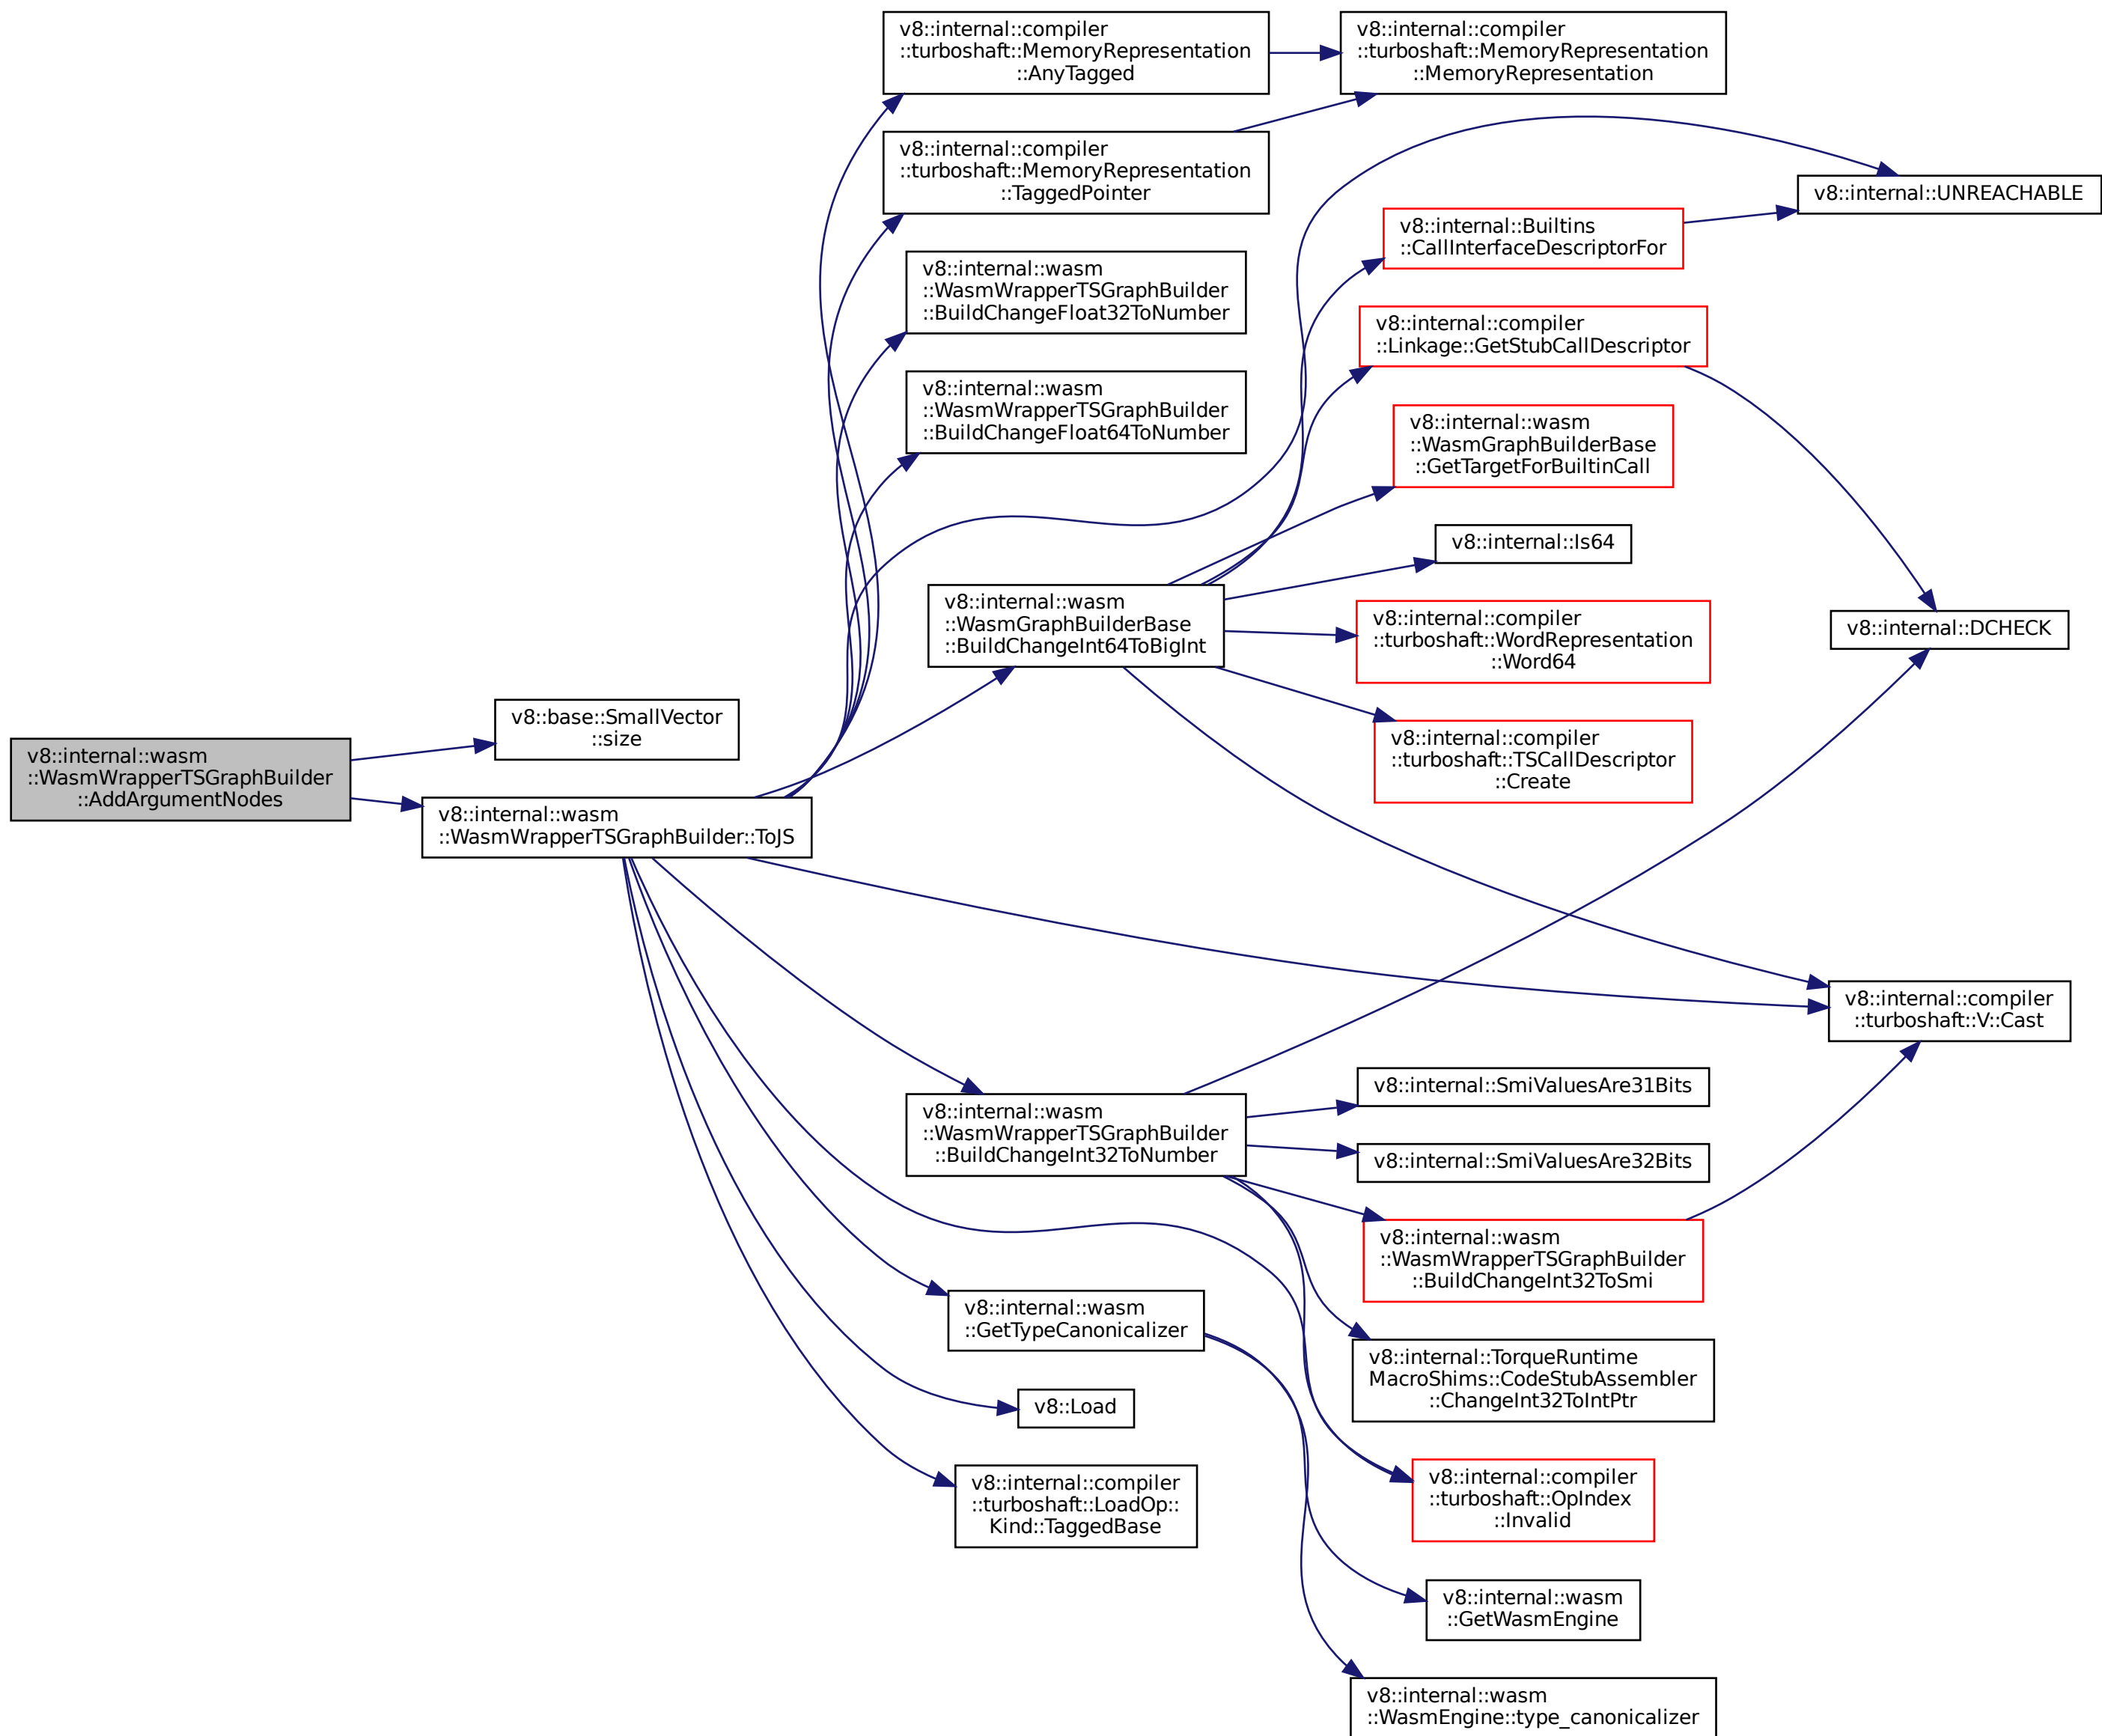 v8::internal::wasm
::WasmWrapperTSGraphBuilder
::AddArgumentNodes
v8::base::SmallVector
::size
v8::internal::wasm
::WasmWrapperTSGraphBuilder::ToJS
v8::internal::compiler
::turboshaft::MemoryRepresentation
::AnyTagged
v8::internal::compiler
::turboshaft::MemoryRepresentation
::TaggedPointer
v8::internal::wasm
::WasmWrapperTSGraphBuilder
::BuildChangeFloat32ToNumber
v8::internal::wasm
::WasmWrapperTSGraphBuilder
::BuildChangeFloat64ToNumber
v8::internal::wasm
::WasmGraphBuilderBase
::BuildChangeInt64ToBigInt
v8::internal::wasm
::WasmWrapperTSGraphBuilder
::BuildChangeInt32ToNumber
v8::internal::wasm
::GetTypeCanonicalizer
v8::Load
v8::internal::compiler
::turboshaft::LoadOp::
Kind::TaggedBase
v8::internal::compiler
::turboshaft::MemoryRepresentation
::MemoryRepresentation
v8::internal::Builtins
::CallInterfaceDescriptorFor
v8::internal::compiler
::Linkage::GetStubCallDescriptor
v8::internal::wasm
::WasmGraphBuilderBase
::GetTargetForBuiltinCall
v8::internal::Is64
v8::internal::compiler
::turboshaft::WordRepresentation
::Word64
v8::internal::compiler
::turboshaft::TSCallDescriptor
::Create
v8::internal::SmiValuesAre31Bits
v8::internal::SmiValuesAre32Bits
v8::internal::wasm
::WasmWrapperTSGraphBuilder
::BuildChangeInt32ToSmi
v8::internal::TorqueRuntime
MacroShims::CodeStubAssembler
::ChangeInt32ToIntPtr
v8::internal::compiler
::turboshaft::OpIndex
::Invalid
v8::internal::wasm
::GetWasmEngine
v8::internal::wasm
::WasmEngine::type_canonicalizer
v8::internal::UNREACHABLE
v8::internal::DCHECK
v8::internal::compiler
::turboshaft::V::Cast